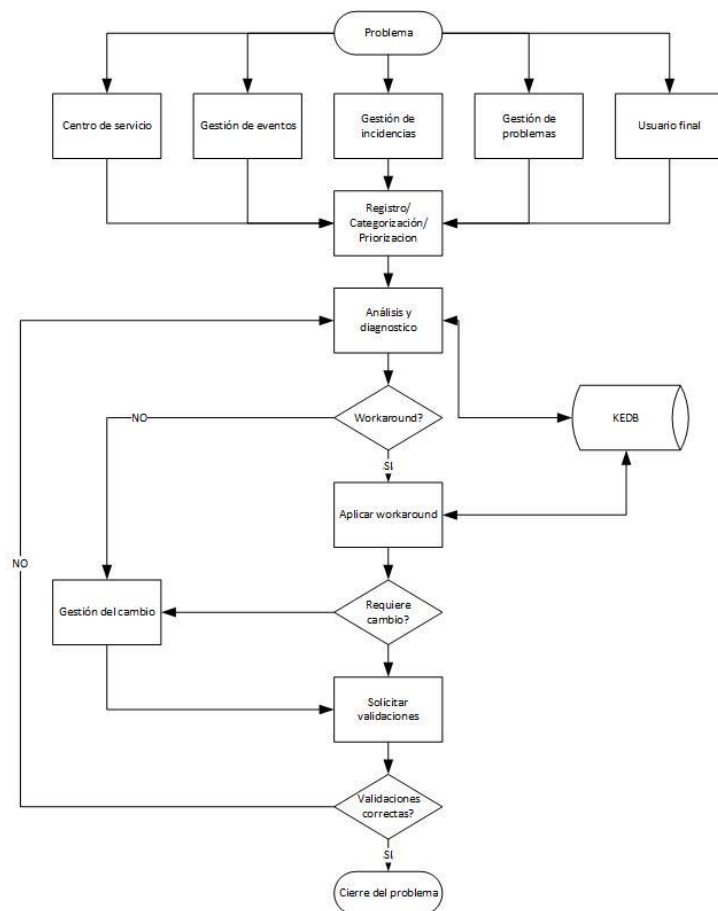 Problema
Centro de servicio
Gestión de eventos
Gestión de
incidencias
Gestión de
problemas
Usuario final
Registro/
Categorización/
Priorizacion
Análisis y
diagnostico
Workaround?
NO
KEDB
SI
Aplicar workaround
NO
Gestión del cambio
Requiere
cambio?
Solicitar
validaciones
Validaciones
correctas?
SI
Cierre del problema